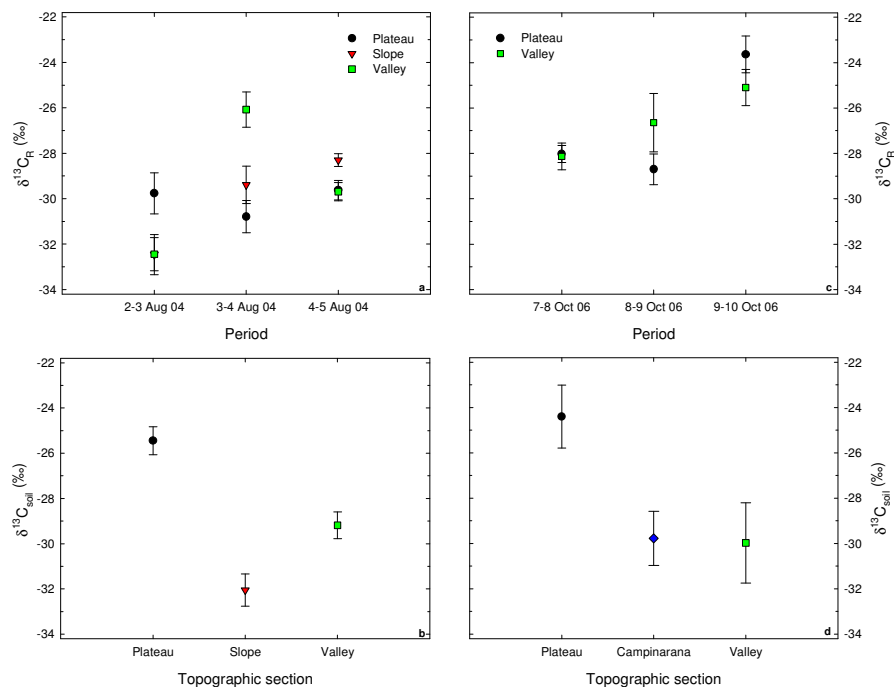 -22
-24
-26
-28
-30
-32
-34
δ13CR (‰)
Plateau
Slope
Valley
a
2-3 Aug 04 3-4 Aug 04 4-5 Aug 04
Period
-22
-24
-26
-28
-30
-32
-34
δ13CR (‰)
Plateau
Valley
c
7-8 Oct 06 8-9 Oct 06 9-10 Oct 06
Period
-22
-24
-26
-28
-30
-32
-34
δ13Csoil (‰)
b
Plateau Slope Valley
Topographic section
-22
-24
-26
-28
-30
-32
-34
δ13Csoil (‰)
d
Plateau Campinarana Valley
Topographic section